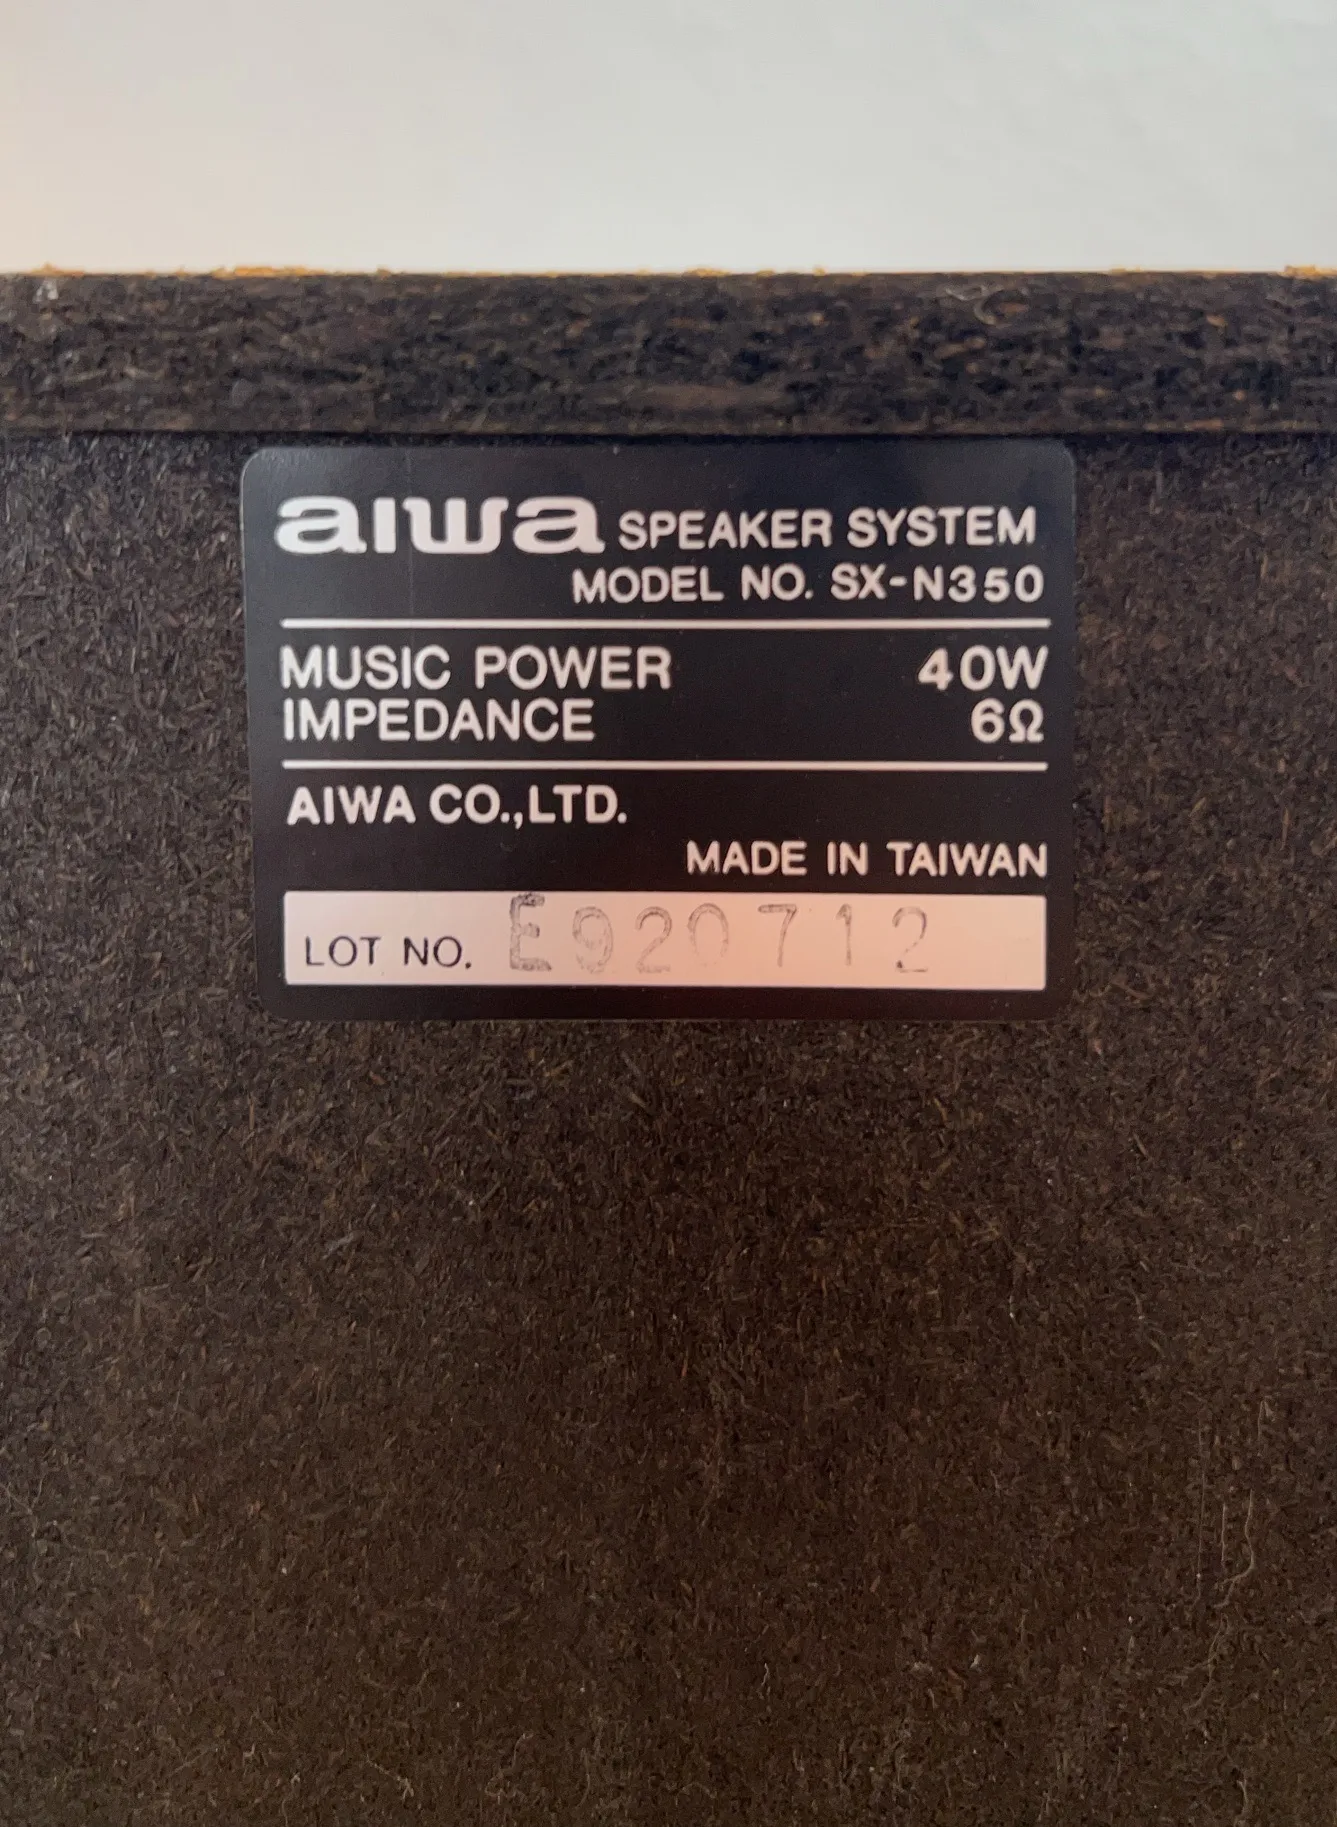 aiwa SPEAKER SYSTEM
MODEL NO. SX-N350
MUSIC POWER 40W
IMPEDANCE 6Ω
AIWA CO.,LTD.
MADE IN TAIWAN
LOT NO. E920712